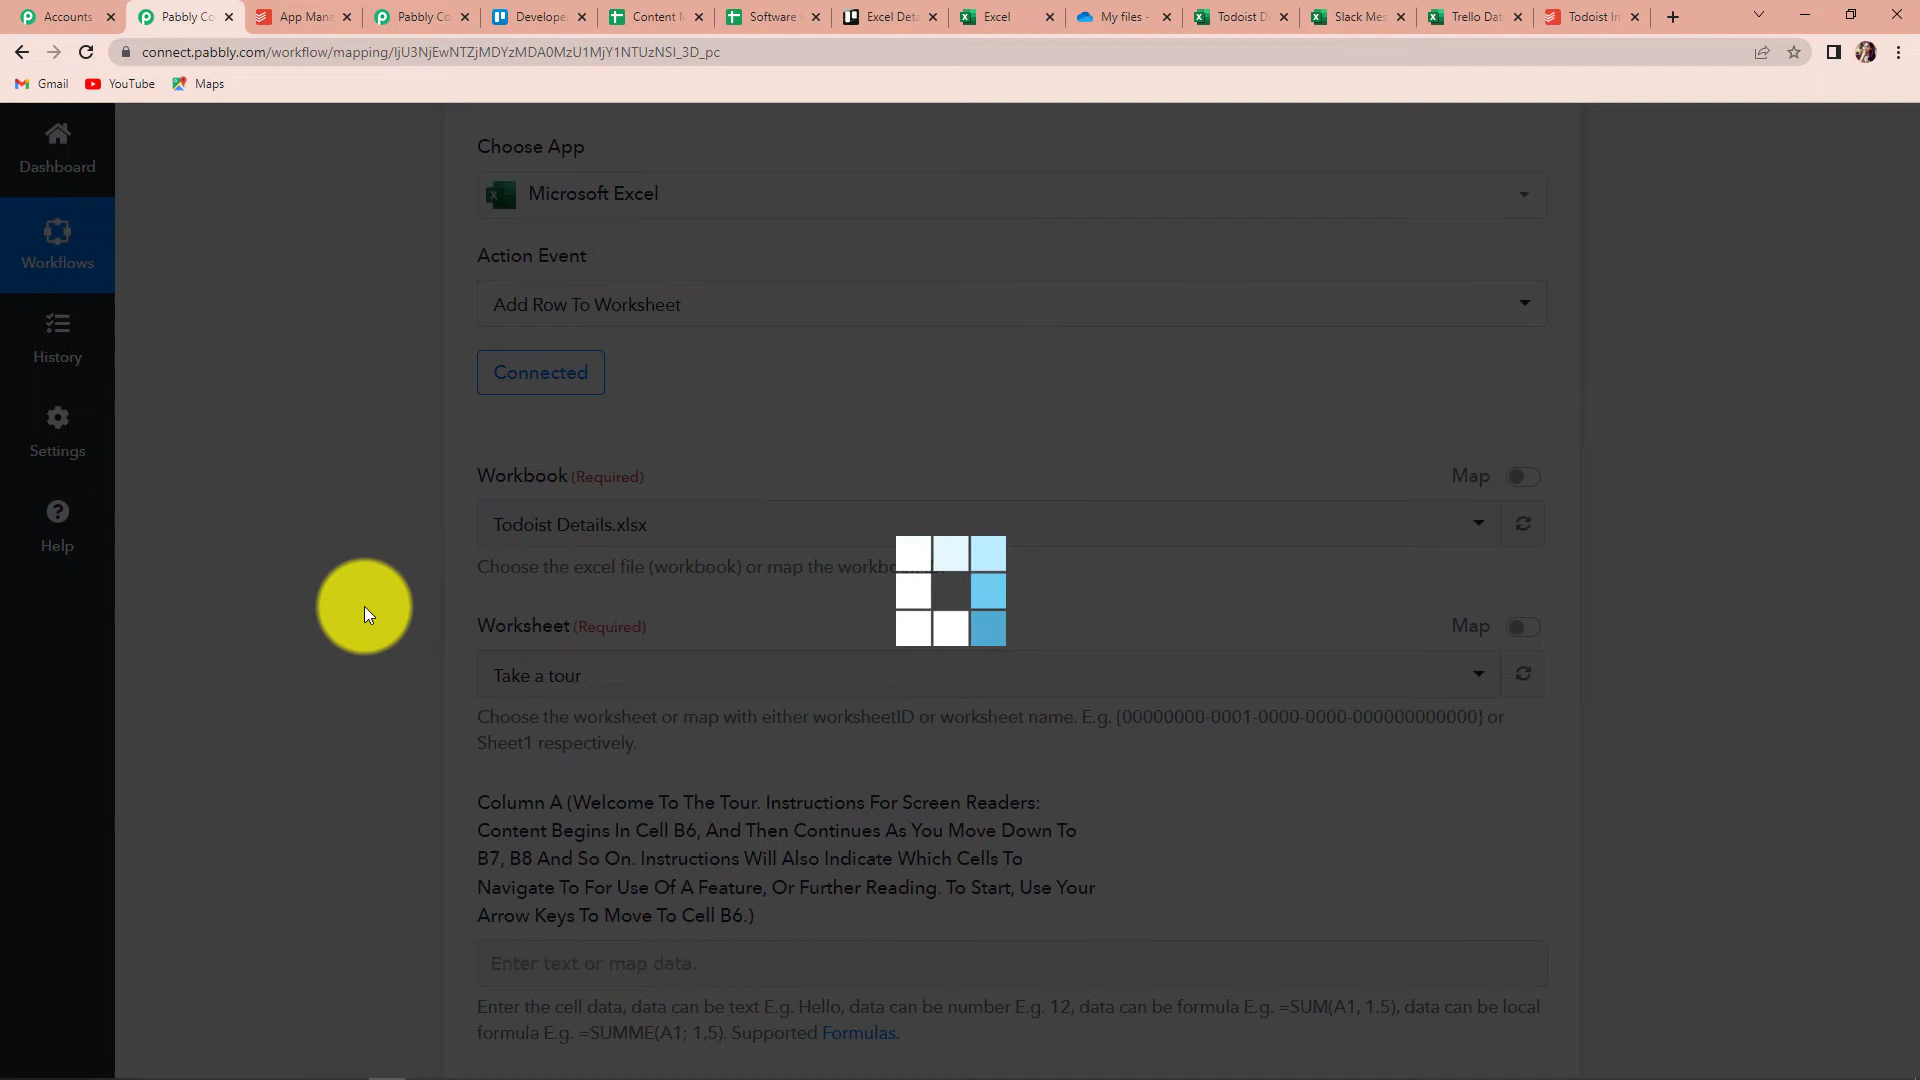 Accounts
Pabbly Co
App Mana
Pabbly Co
Develope
Content M
Software
Excel Deta
Excel
My files -
Todoist D
Slack Mes
Trello Dat
Todoist In
connect.pabbly.com/workflow/mapping/IjU3NjEwNTZjMDYzMDA0MzU1MjY1NTUzNSI_3D_pc
Gmail
YouTube
Maps
Dashboard
Workflows
History
Settings
Help
Choose App
Microsoft Excel
Action Event
Add Row To Worksheet
Connected
Workbook (Required)
Map
Todoist Details.xlsx
Choose the excel file (workbook) or map the workbo
Worksheet (Required)
Map
Take a tour
Choose the worksheet or map with either worksheetID or worksheet name. E.g. {00000000-0001-0000-0000-000000000000} or
Sheet1 respectively.
Column A (Welcome To The Tour. Instructions For Screen Readers:
Content Begins In Cell B6, And Then Continues As You Move Down To
B7, B8 And So On. Instructions Will Also Indicate Which Cells To
Navigate To For Use Of A Feature, Or Further Reading. To Start, Use Your
Arrow Keys To Move To Cell B6.)
Enter text or map data.
Enter the cell data, data can be text E.g. Hello, data can be number E.g. 12, data can be formula E.g. =SUM(A1, 1.5), data can be local
formula E.g. =SUMME(A1; 1,5). Supported Formulas.